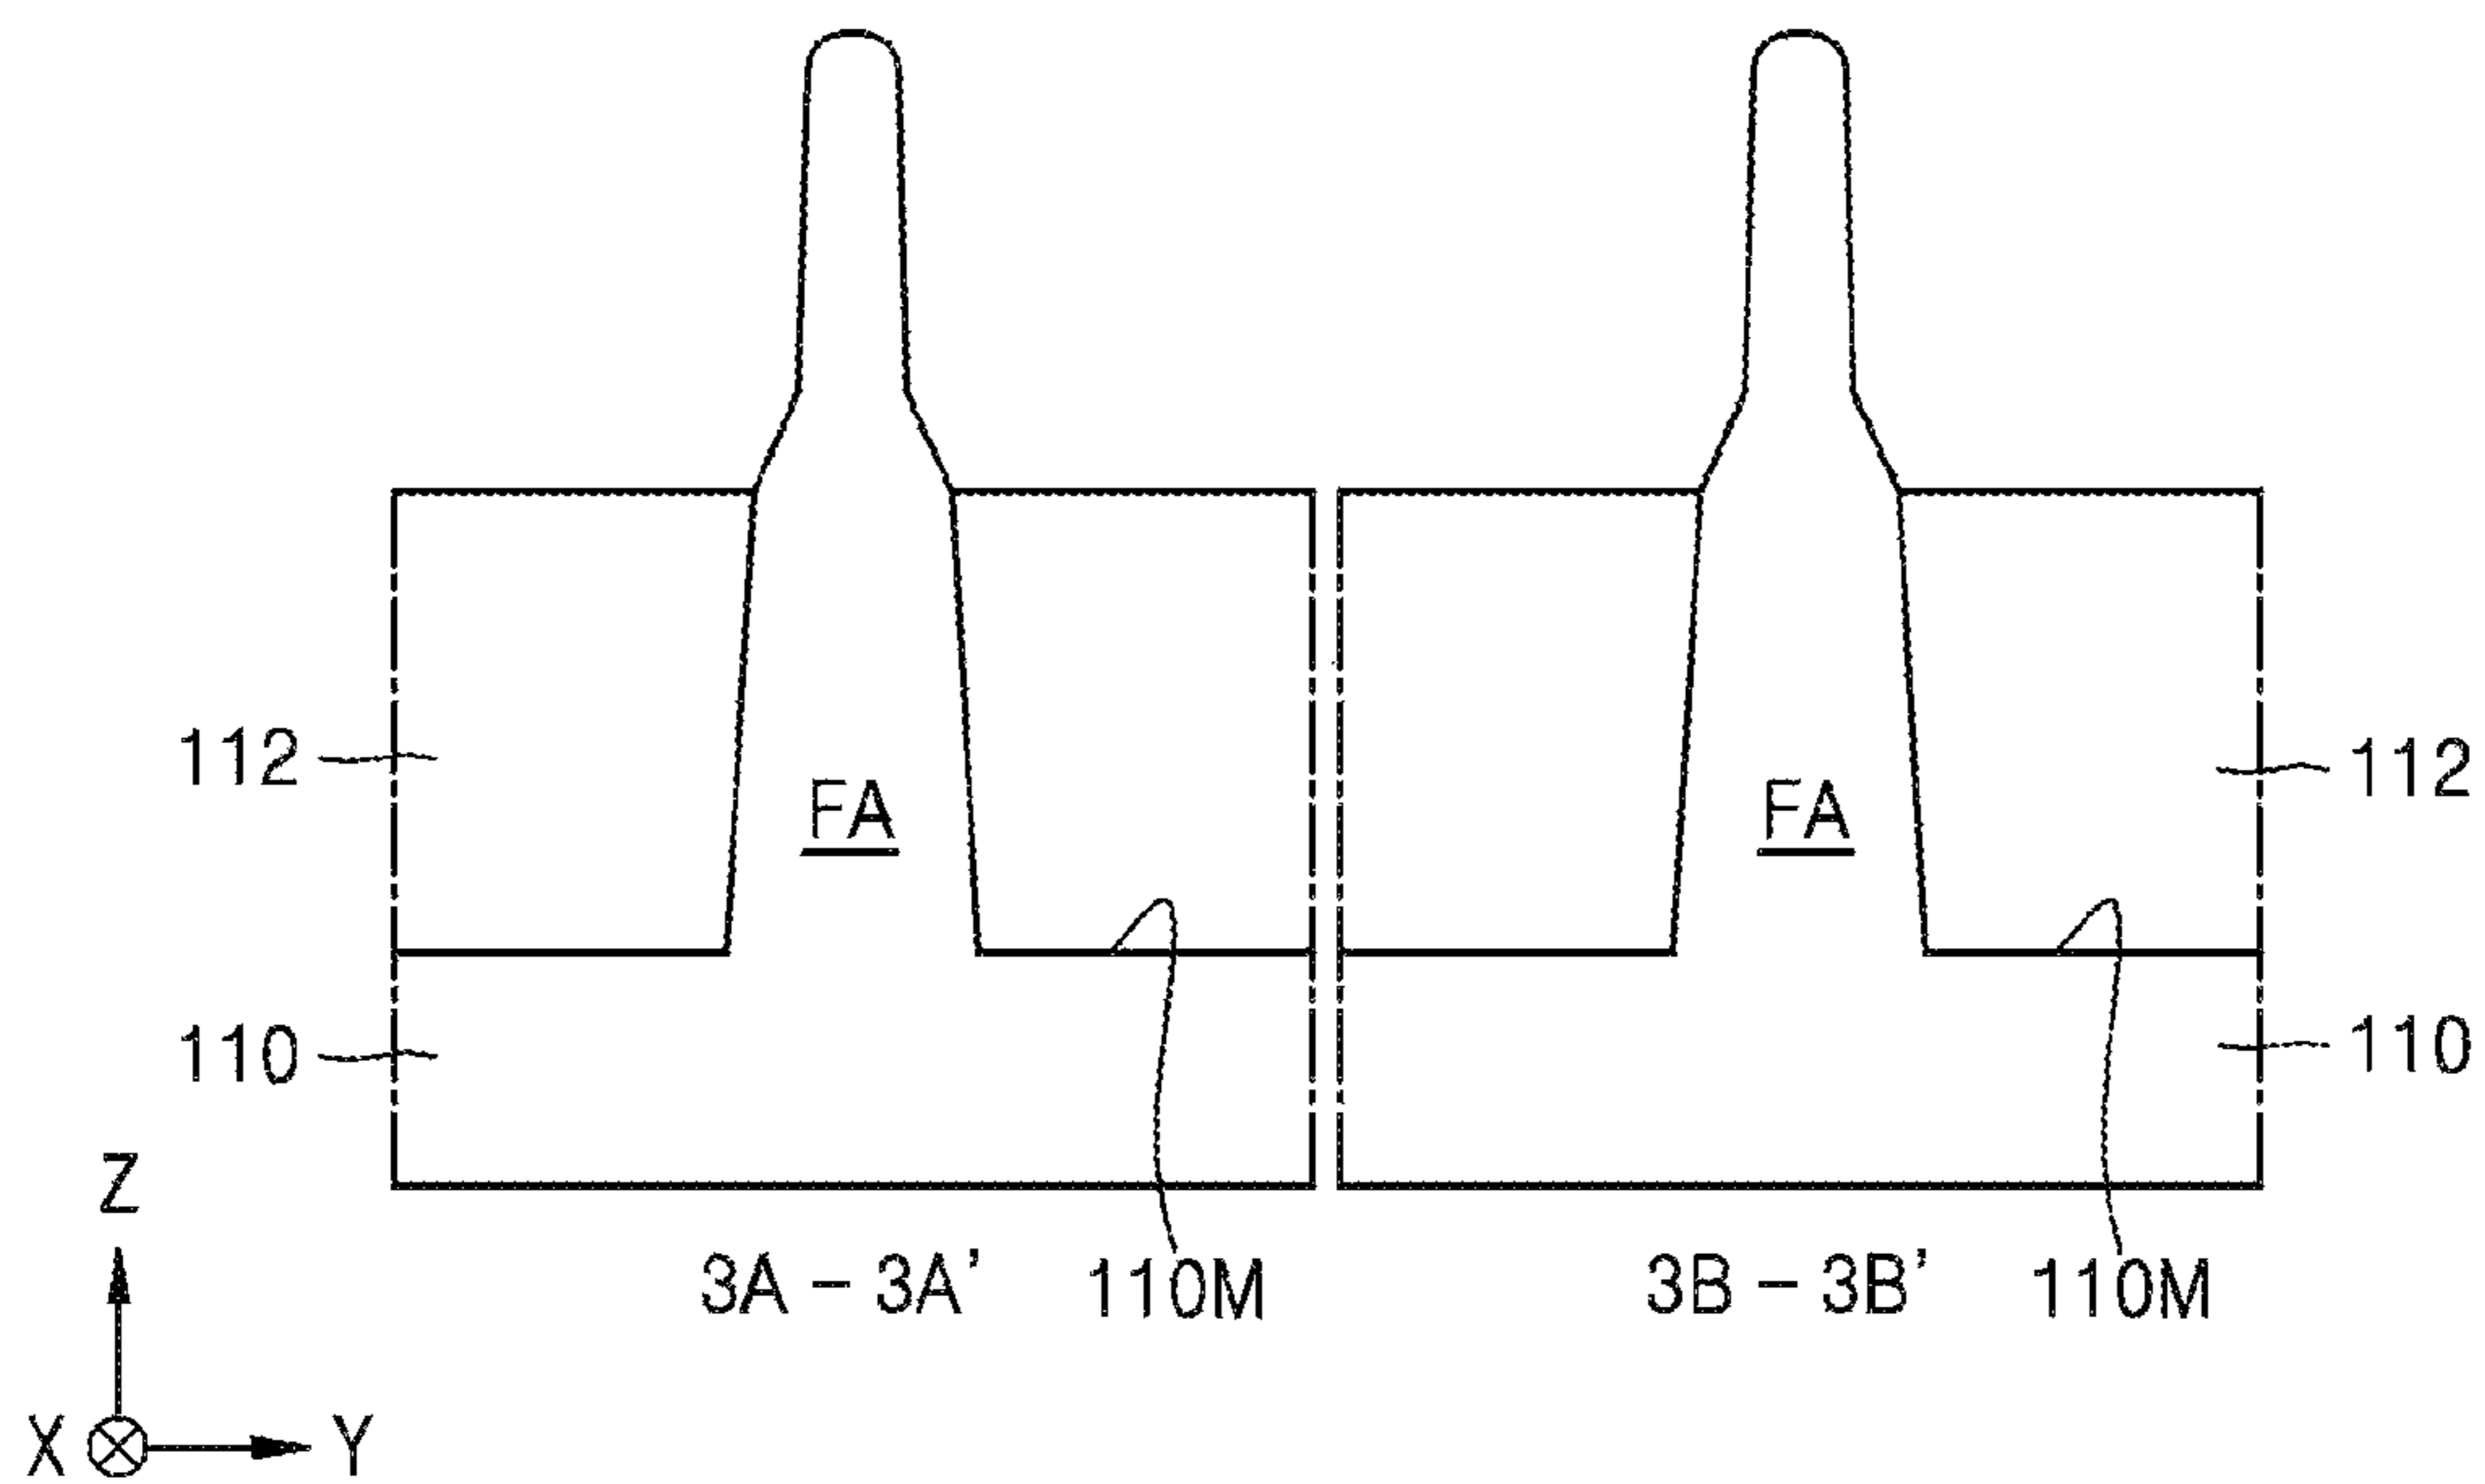 112 FA FA 112
110 110
Z
3A – 3A' 110M 3B – 3B' 110M
X Y